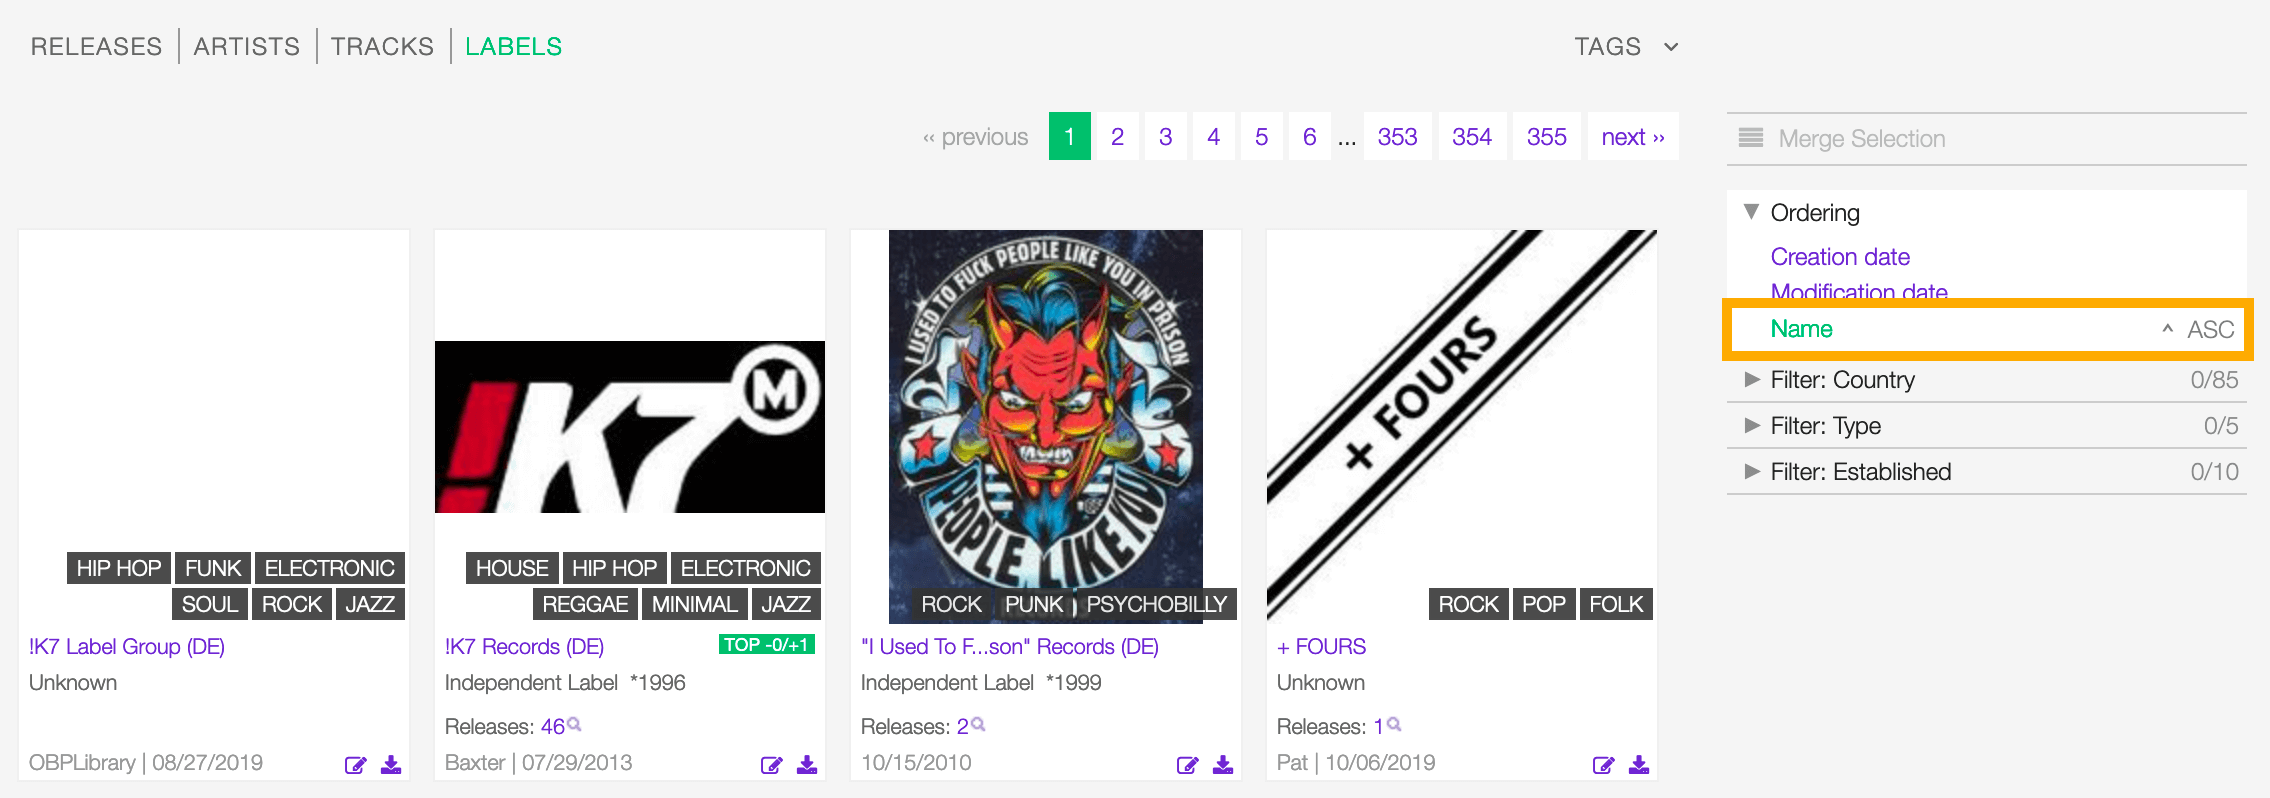 RELEASES ARTISTS TRACKS LABELS TAGS
‹‹ previous 1 2 3 4 5 6 ... 353 354 355 next ››
Merge Selection
Ordering
Creation date
Modification date
Name ^ ASC
Filter: Country 0/85
Filter: Type 0/5
Filter: Established 0/10
HIP HOP FUNK ELECTRONIC
SOUL ROCK JAZZ
!K7 Label Group (DE)
Unknown
OBPLibrary | 08/27/2019
!K7 M
HOUSE HIP HOP ELECTRONIC
REGGAE MINIMAL JAZZ
!K7 Records (DE) TOP -0/+1
Independent Label *1996
Releases: 46
Baxter | 07/29/2013
I USED TO FUCK PEOPLE LIKE YOU IN PRISON
PEOPLE LIKE YOU
ROCK PUNK PSYCHOBILLY
"I Used To F...son" Records (DE)
Independent Label *1999
Releases: 2
10/15/2010
+ FOURS
ROCK POP FOLK
+ FOURS
Unknown
Releases: 1
Pat | 10/06/2019